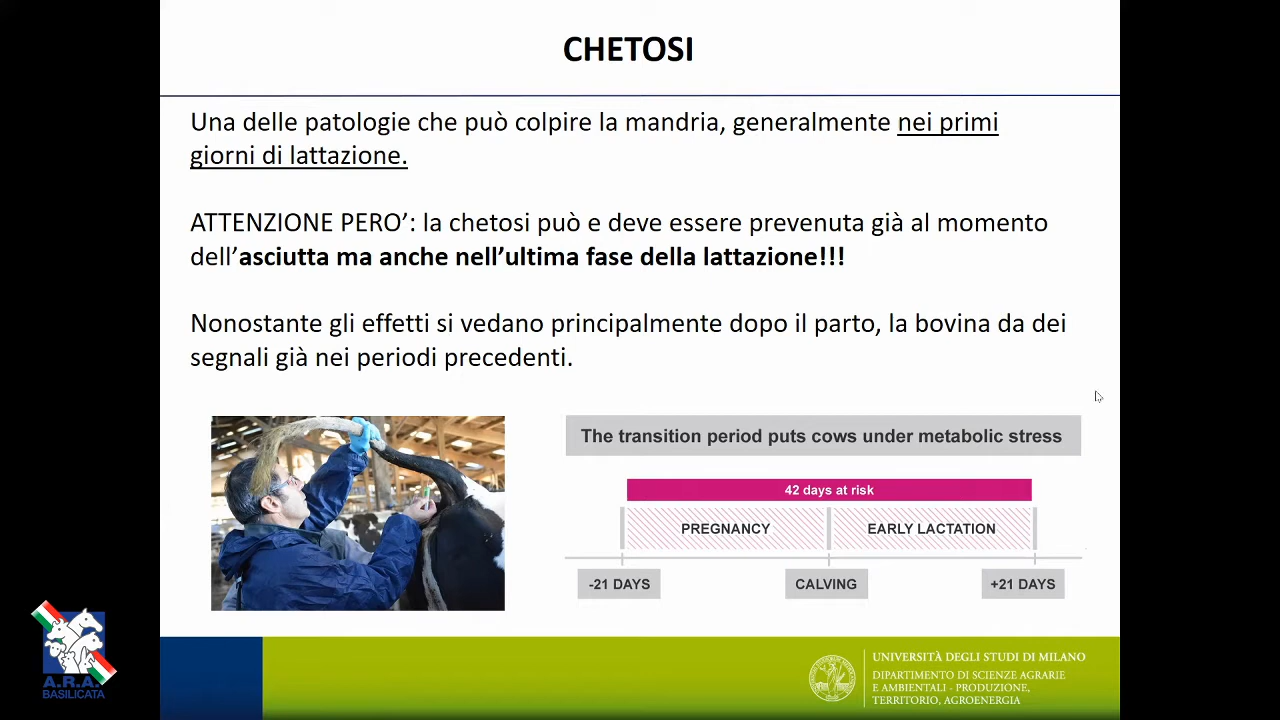 CHETOSI
Una delle patologie che può colpire la mandria, generalmente nei primi
giorni di lattazione.
ATTENZIONE PERO’: la chetosi può e deve essere prevenuta già al momento
dell’asciutta ma anche nell’ultima fase della lattazione!!!
Nonostante gli effetti si vedano principalmente dopo il parto, la bovina da dei
segnali già nei periodi precedenti.
The transition period puts cows under metabolic stress
42 days at risk
PREGNANCY
EARLY LACTATION
-21 DAYS
CALVING
+21 DAYS
A.R.A.
BASILICATA
UNIVERSITÀ DEGLI STUDI DI MILANO
DIPARTIMENTO DI SCIENZE AGRARIE
E AMBIENTALI - PRODUZIONE,
TERRITORIO, AGROENERGIA